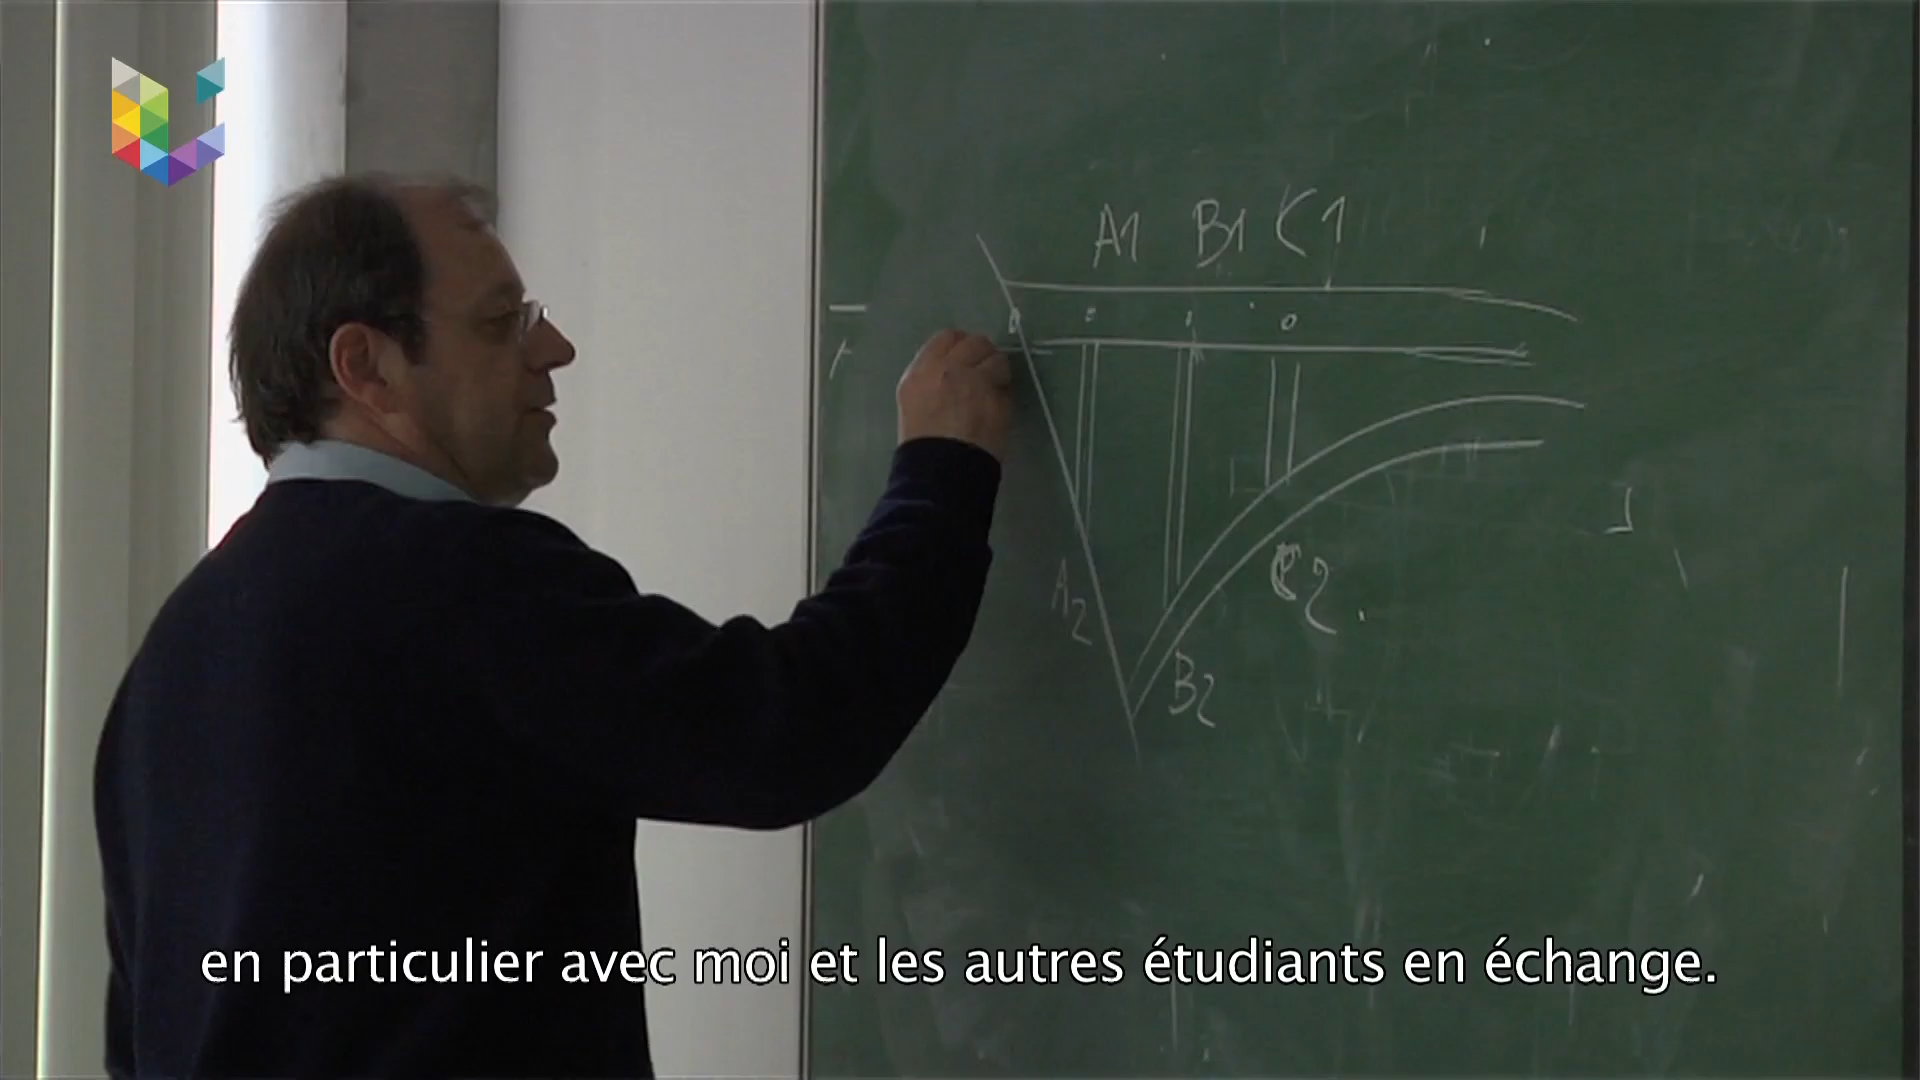 A1 B1 C1
A2
C2
B2
en particulier avec moi et les autres étudiants en échange.